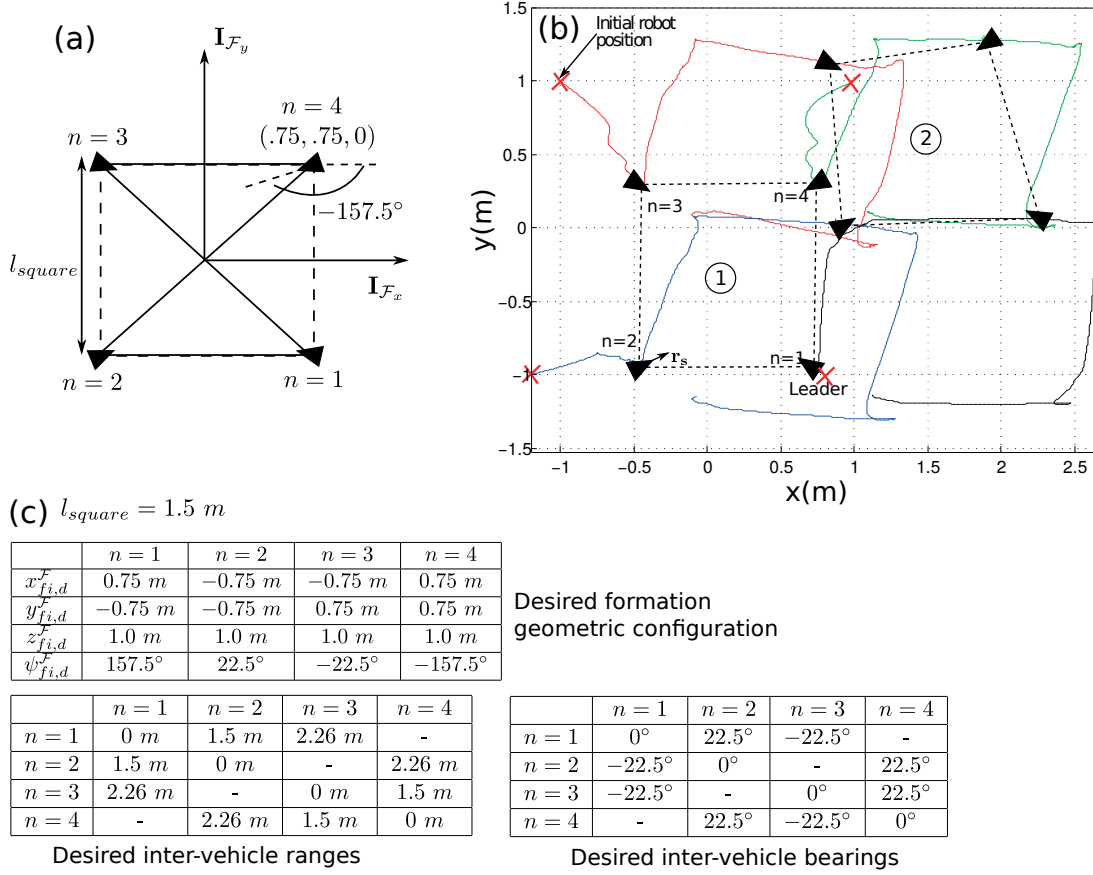 (a)
I_{F_y}
n = 4
(.75, .75, 0)
n = 3
−157.5°
l_{square}
I_{F_x}
n = 2
n = 1
(b)
Initial robot
position
1.5
1
0.5
0
−0.5
−1
−1.5
y(m)
2
n=3
n=4
1
n=2
r_s
n=1
Leader
−1
−0.5
0
0.5
1
1.5
2
2.5
x(m)
(c) l_{square} = 1.5 m
n = 1 n = 2 n = 3 n = 4
x^F_{fi,d} 0.75 m −0.75 m −0.75 m 0.75 m
y^F_{fi,d} −0.75 m −0.75 m 0.75 m 0.75 m
z^F_{fi,d} 1.0 m 1.0 m 1.0 m 1.0 m
ψ^F_{fi,d} 157.5° 22.5° −22.5° −157.5°
Desired formation
geometric configuration
n = 1 n = 2 n = 3 n = 4
n = 1 0 m 1.5 m 2.26 m -
n = 2 1.5 m 0 m - 2.26 m
n = 3 2.26 m - 0 m 1.5 m
n = 4 - 2.26 m 1.5 m 0 m
Desired inter-vehicle ranges
n = 1 n = 2 n = 3 n = 4
n = 1 0° 22.5° −22.5° -
n = 2 −22.5° 0° - 22.5°
n = 3 −22.5° - 0° 22.5°
n = 4 - 22.5° −22.5° 0°
Desired inter-vehicle bearings